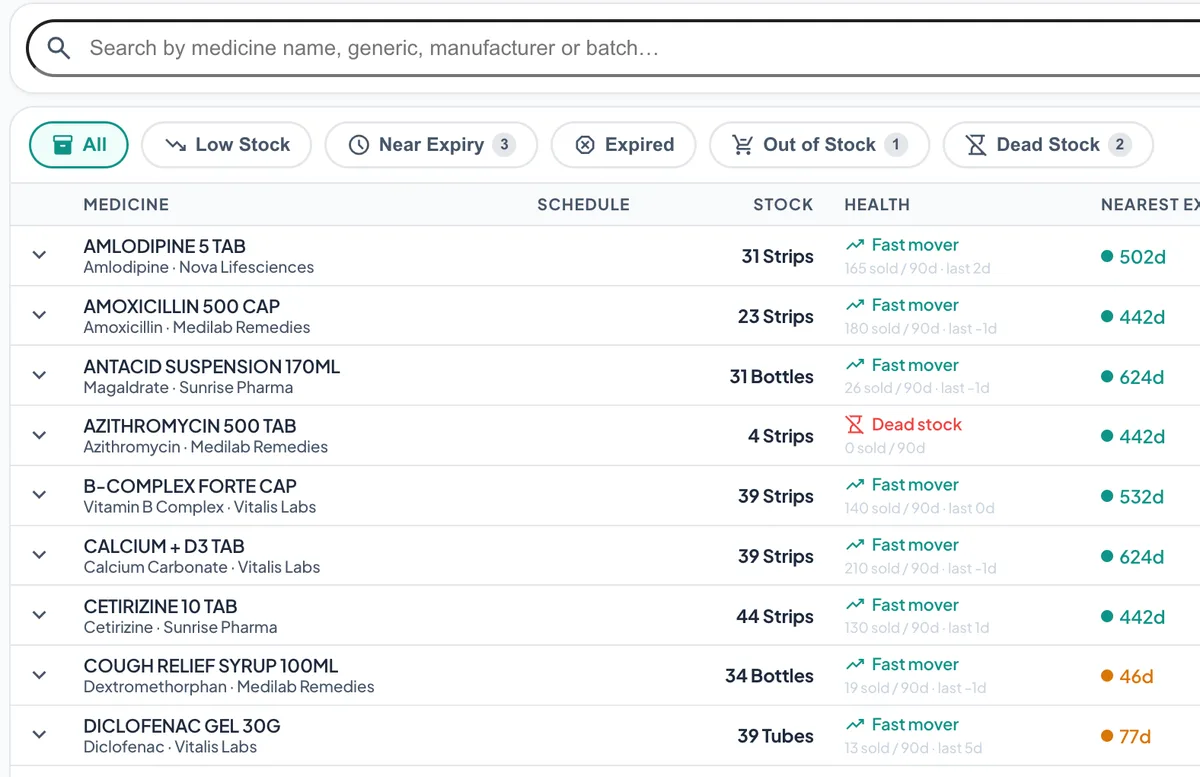 Search by medicine name, generic, manufacturer or batch…
All
Low Stock
Near Expiry 3
Expired
Out of Stock 1
Dead Stock 2
MEDICINE SCHEDULE STOCK HEALTH NEAREST EX
AMLODIPINE 5 TAB
Amlodipine · Nova Lifesciences
31 Strips
Fast mover
165 sold / 90d · last 2d
502d
AMOXICILLIN 500 CAP
Amoxicillin · Medilab Remedies
23 Strips
Fast mover
180 sold / 90d · last -1d
442d
ANTACID SUSPENSION 170ML
Magaldrate · Sunrise Pharma
31 Bottles
Fast mover
26 sold / 90d · last -1d
624d
AZITHROMYCIN 500 TAB
Azithromycin · Medilab Remedies
4 Strips
Dead stock
0 sold / 90d
442d
B-COMPLEX FORTE CAP
Vitamin B Complex · Vitalis Labs
39 Strips
Fast mover
140 sold / 90d · last 0d
532d
CALCIUM + D3 TAB
Calcium Carbonate · Vitalis Labs
39 Strips
Fast mover
210 sold / 90d · last -1d
624d
CETIRIZINE 10 TAB
Cetirizine · Sunrise Pharma
44 Strips
Fast mover
130 sold / 90d · last 1d
442d
COUGH RELIEF SYRUP 100ML
Dextromethorphan · Medilab Remedies
34 Bottles
Fast mover
19 sold / 90d · last -1d
46d
DICLOFENAC GEL 30G
Diclofenac · Vitalis Labs
39 Tubes
Fast mover
13 sold / 90d · last 5d
77d